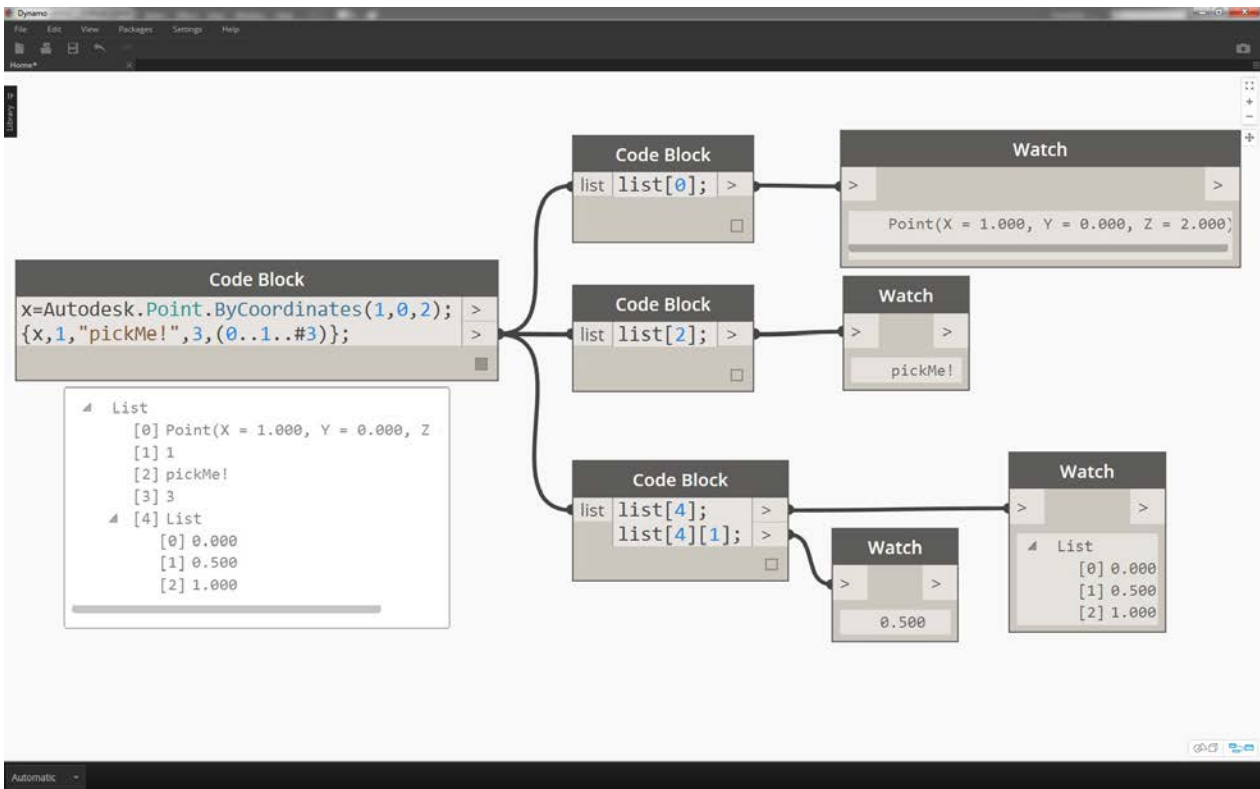 Dynamo
File Edit View Packages Settings Help
Home*
Library
Code Block
x=Autodesk.Point.ByCoordinates(1,0,2); >
{x,1,"pickMe!",3,(0..1..#3)}; >
List
[0] Point(X = 1.000, Y = 0.000, Z
[1] 1
[2] pickMe!
[3] 3
[4] List
[0] 0.000
[1] 0.500
[2] 1.000
Code Block
list list[0]; >
Watch
> >
Point(X = 1.000, Y = 0.000, Z = 2.000)
Code Block
list list[2]; >
Watch
> >
pickMe!
Code Block
list list[4]; >
list[4][1]; >
Watch
> >
0.500
Watch
> >
List
[0] 0.000
[1] 0.500
[2] 1.000
Automatic